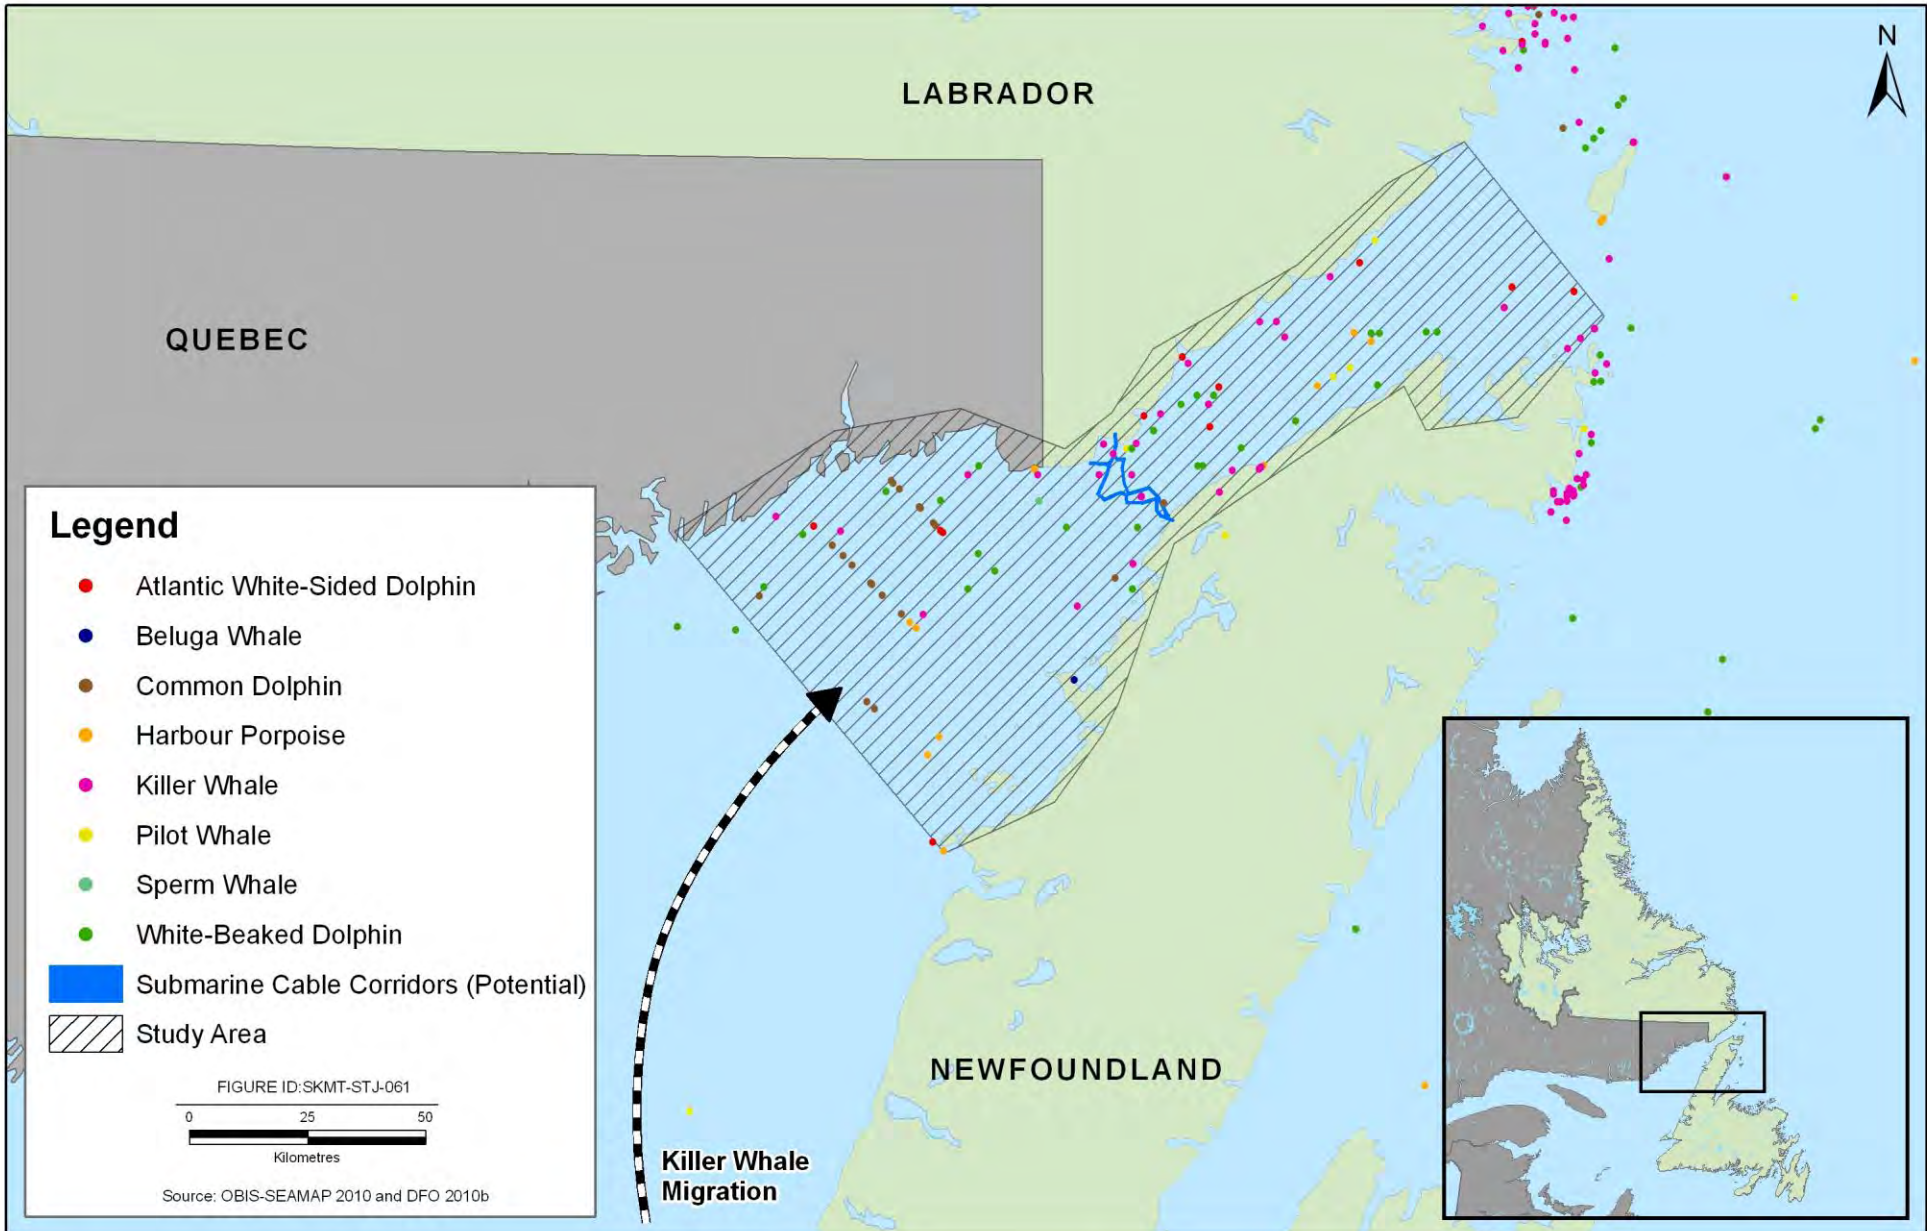 LABRADOR
N
QUEBEC
Legend
Atlantic White-Sided Dolphin
Beluga Whale
Common Dolphin
Harbour Porpoise
Killer Whale
Pilot Whale
Sperm Whale
White-Beaked Dolphin
Submarine Cable Corridors (Potential)
Study Area
FIGURE ID:SKMT-STJ-061
0 25 50
Kilometres
Source: OBIS-SEAMAP 2010 and DFO 2010b
Killer Whale
Migration
NEWFOUNDLAND